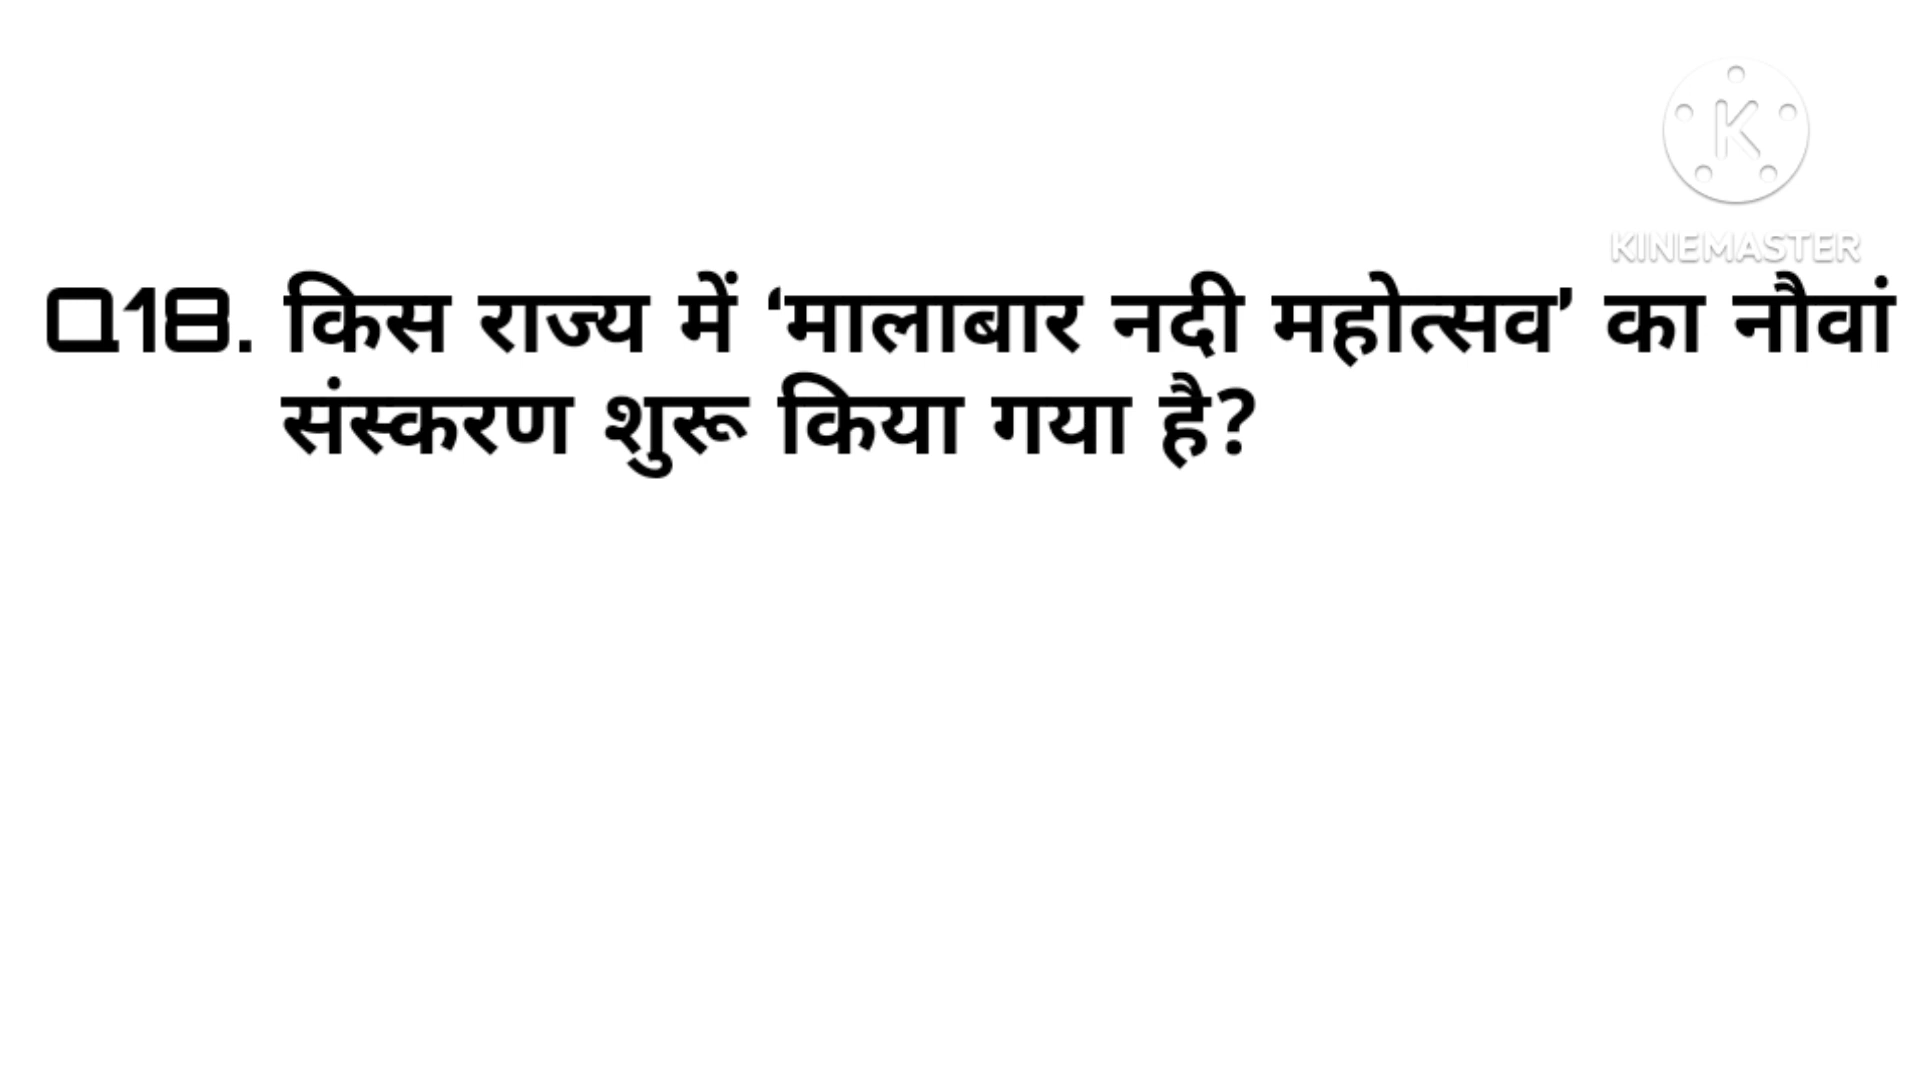 K
KINEMASTER
Q18. किस राज्य में ‘मालाबार नदी महोत्सव’ का नौवां
संस्करण शुरू किया गया है?